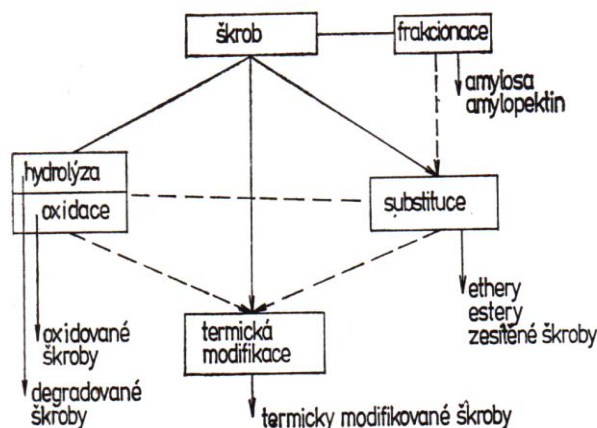 škrob
frakcionace
amylosa
amylopektin
hydrolýza
oxidace
substituce
ethery
estery
zesítěné škroby
termická
modifikace
oxidované
škroby
degradované
škroby
termicky modifikované škroby